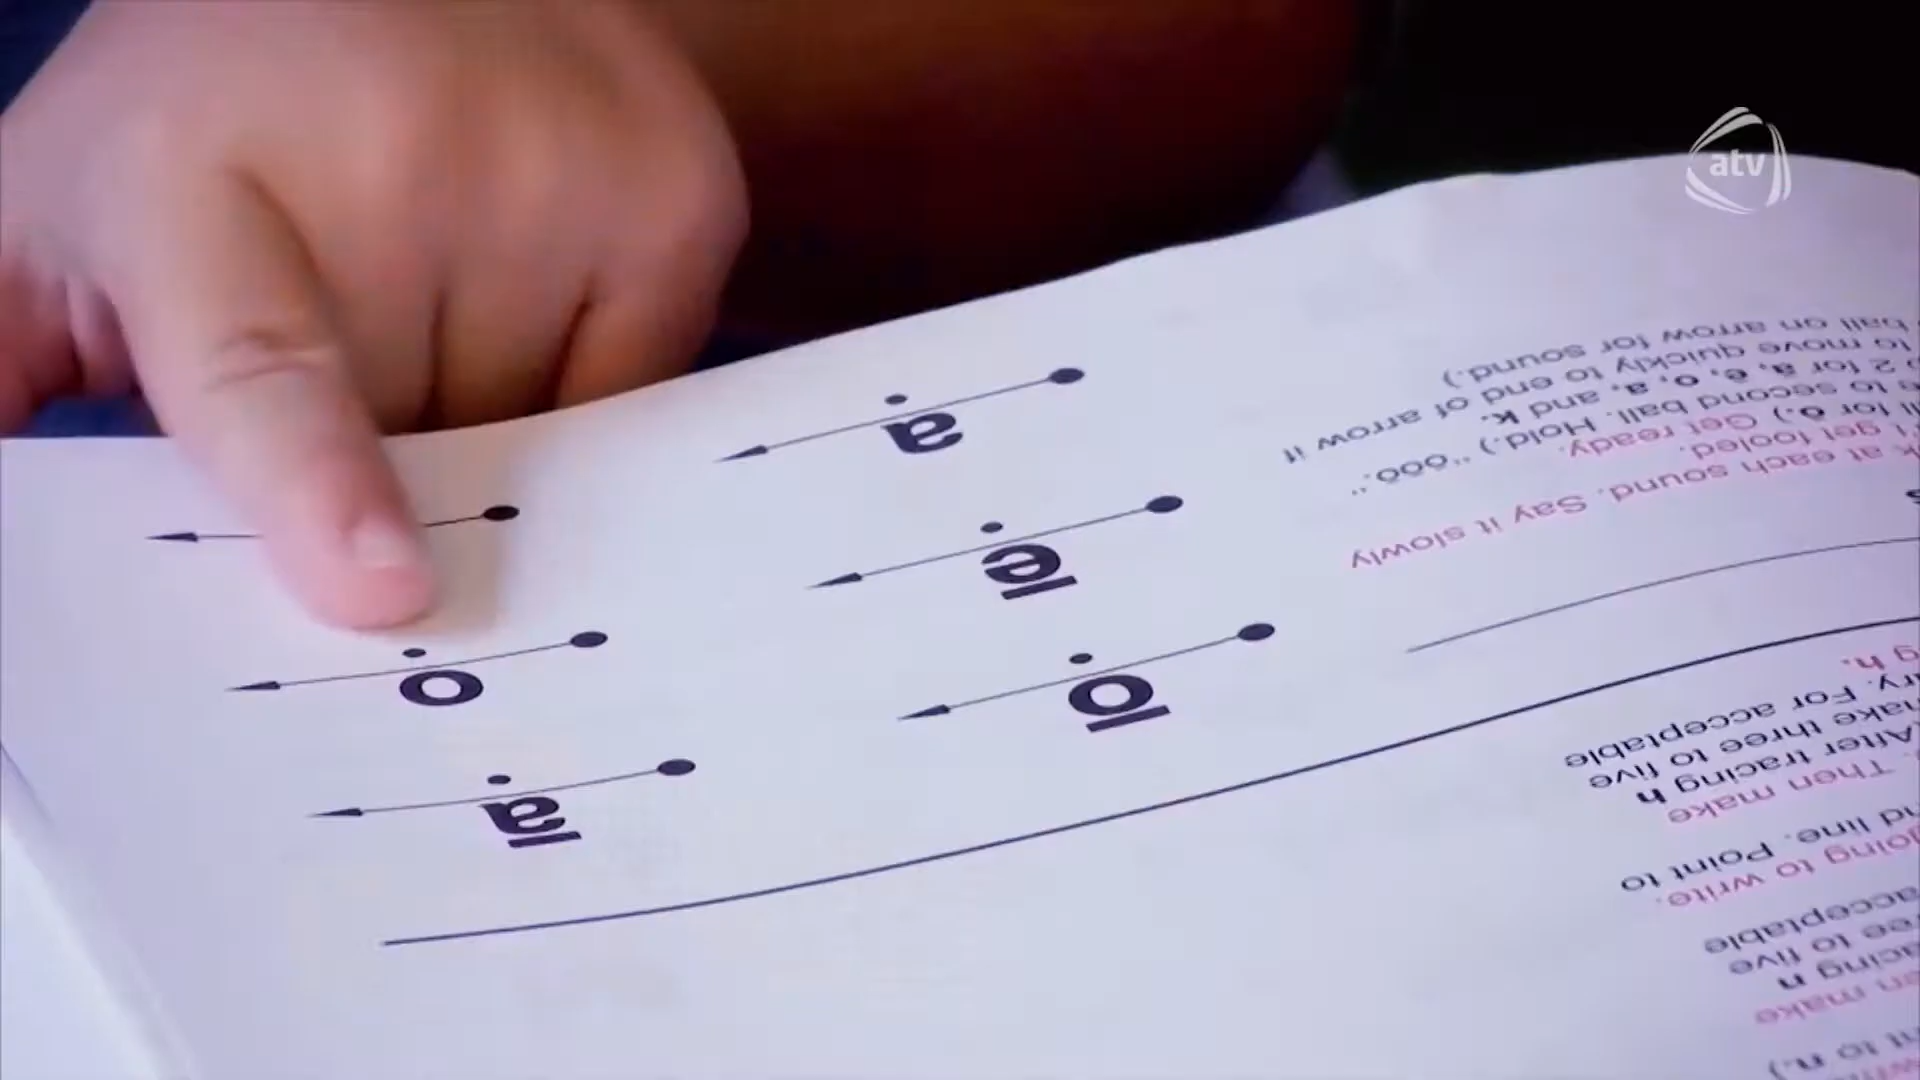 atv
nt to n.)
make
acing n
ree to five
acceptable
going to write.
nd line. Point to
Then make
After tracing h
make three to five
ry. For acceptable
g h.
s
k at each sound. Say it slowly
't get fooled.
ll for ō.) Get ready.
e to second ball. Hold.) "ōōō."
2 for a, ē, o, a, and k.
to move quickly to end of arrow if
ball on arrow for sound.)
ō
ē
a
ā
o